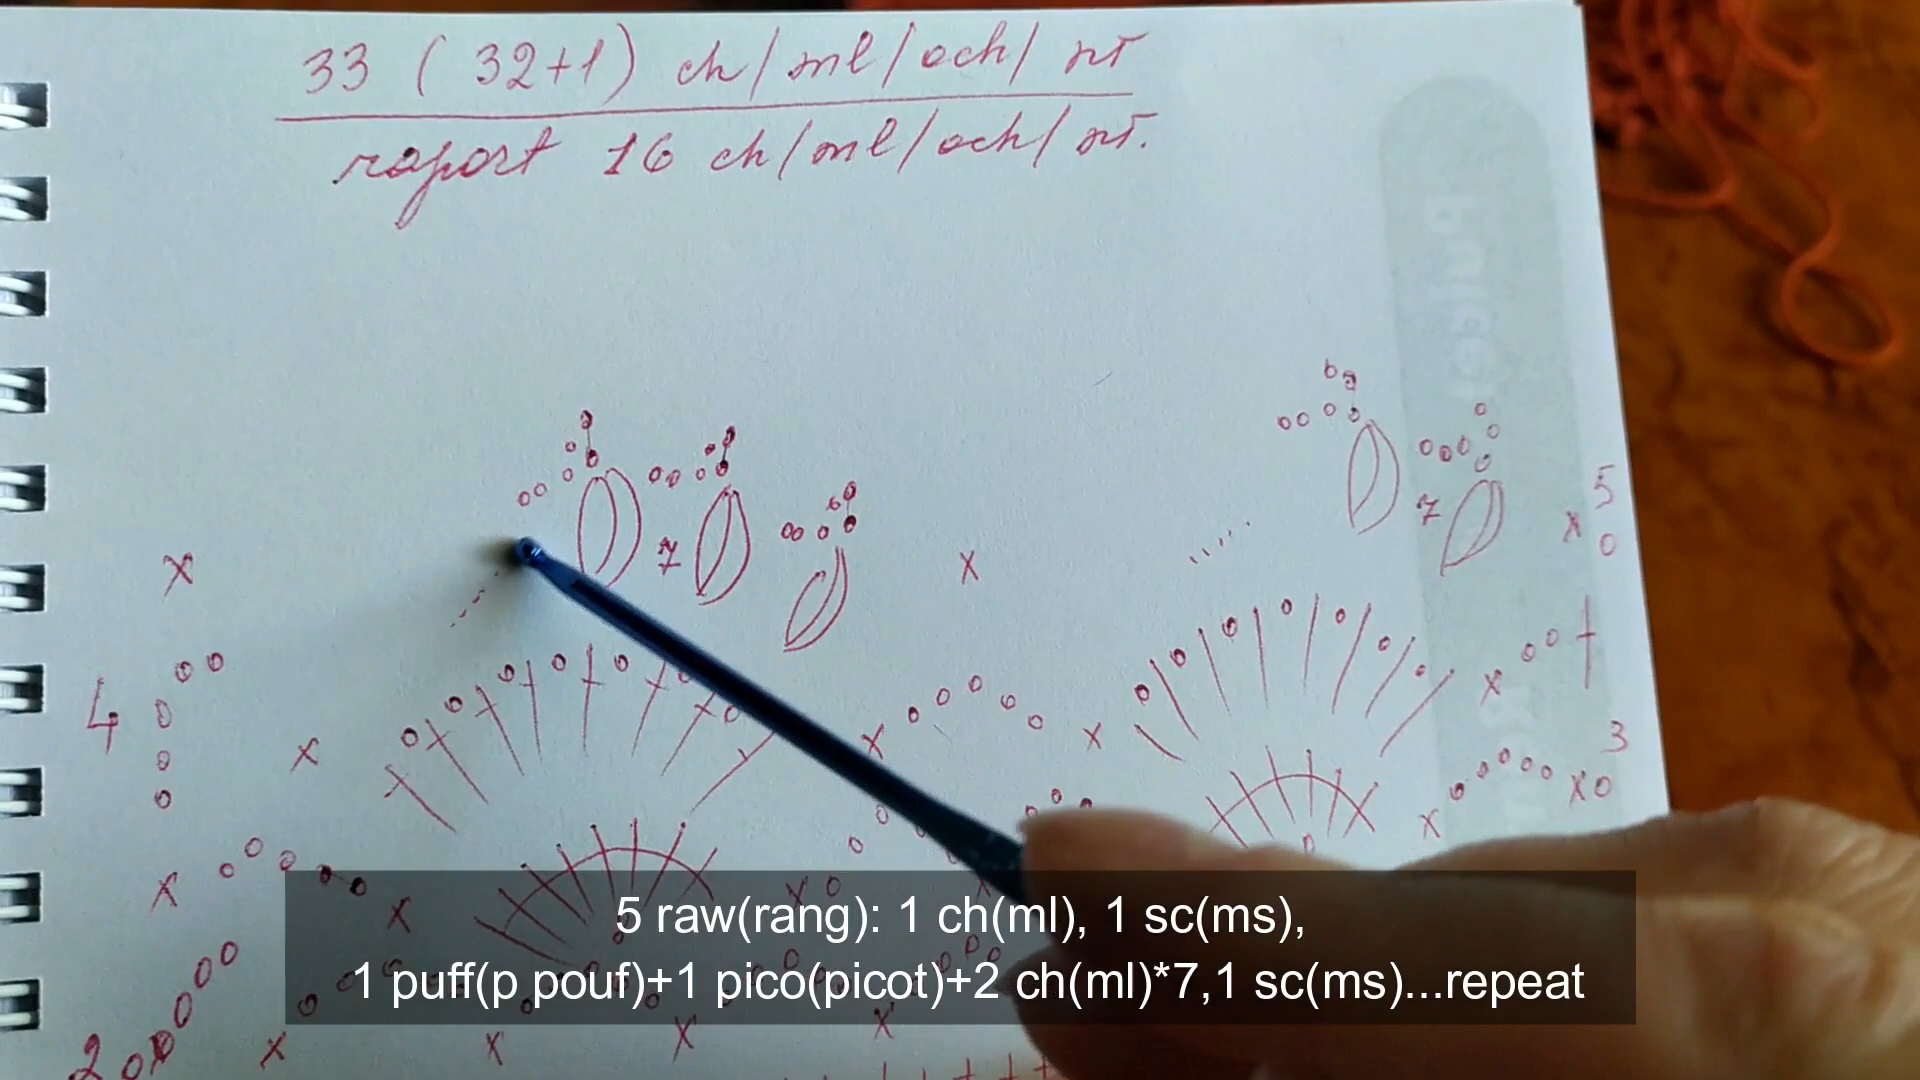 33 (32+1) ch/ml/och/
raport 16 ch/ml/och/
7
7
5
4
3
2
5 raw(rang): 1 ch(ml), 1 sc(ms),
1 puff(p pouf)+1 pico(picot)+2 ch(ml)*7,1 sc(ms)...repeat